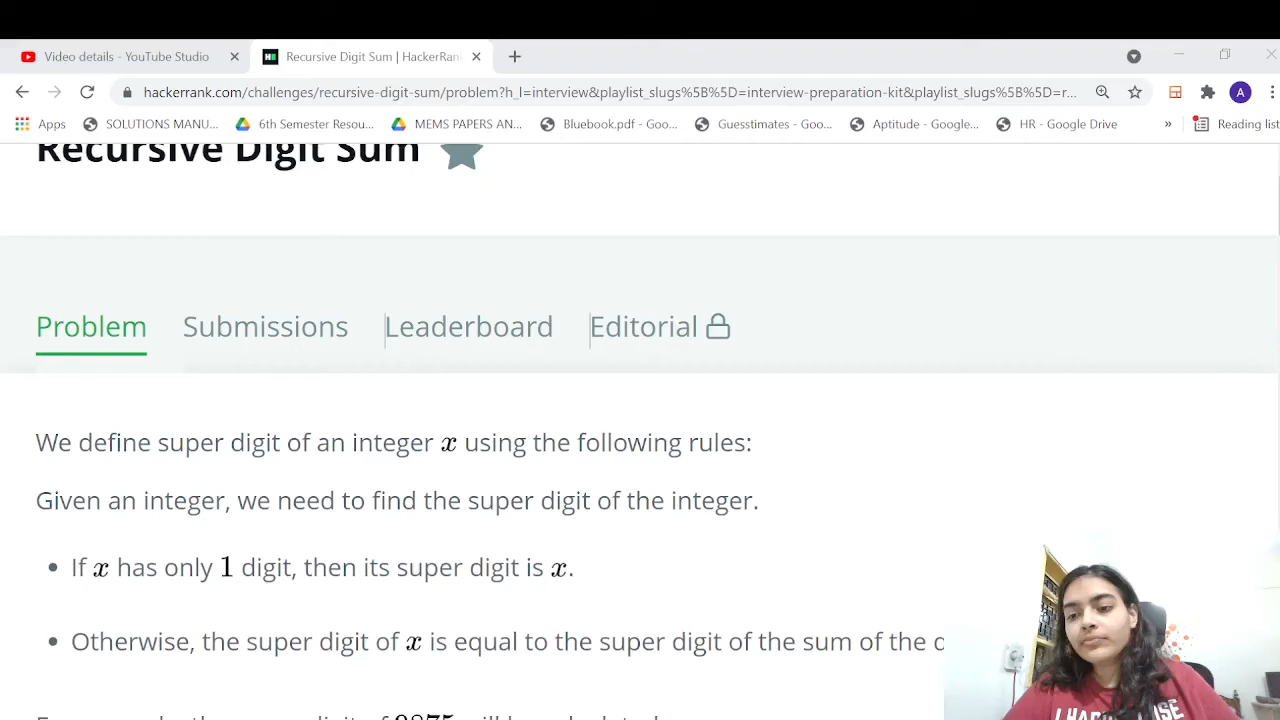 Video details - YouTube Studio
Recursive Digit Sum | HackerRan
hackerrank.com/challenges/recursive-digit-sum/problem?h_l=interview&playlist_slugs%5B%5D=interview-preparation-kit&playlist_slugs%5B%5D=r...
A
Apps SOLUTIONS MANU... 6th Semester Resou... MEMS PAPERS AN... Bluebook.pdf - Goo... Guesstimates - Goo... Aptitude - Google... HR - Google Drive » Reading list
Recursive Digit Sum
Problem Submissions Leaderboard Editorial
We define super digit of an integer x using the following rules:
Given an integer, we need to find the super digit of the integer.
• If x has only 1 digit, then its super digit is x.
• Otherwise, the super digit of x is equal to the super digit of the sum of the d